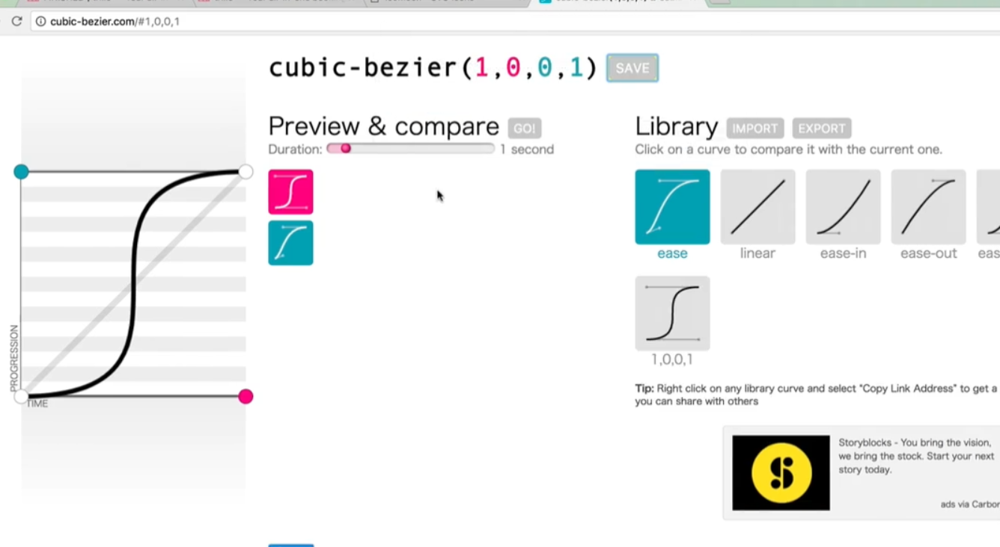 cubic-bezier.com/#1,0,0,1
cubic-bezier(1,0,0,1) SAVE
Preview & compare GO!
Duration: 1 second
Library IMPORT EXPORT
Click on a curve to compare it with the current one.
ease linear ease-in ease-out eas
1,0,0,1
PROGRESSION
TIME
Tip: Right click on any library curve and select "Copy Link Address" to get a
you can share with others
Storyblocks - You bring the vision,
we bring the stock. Start your next
story today.
ads via Carbon